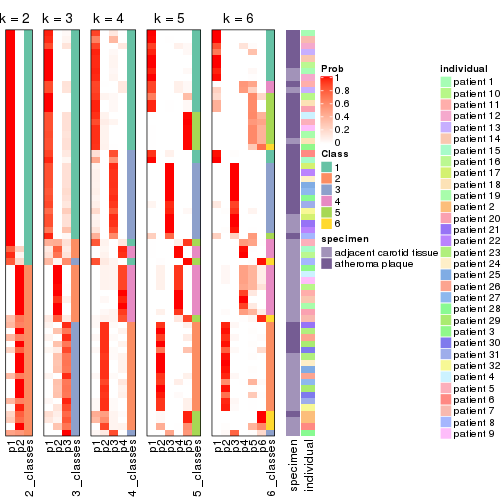 k = 2 k = 3 k = 4 k = 5 k = 6
p1
p2
2_classes
p1
p2
p3
3_classes
p1
p2
p3
p4
4_classes
p1
p2
p3
p4
p5
5_classes
p1
p2
p3
p4
p5
p6
6_classes
specimen
individual
Prob
1
0.8
0.6
0.4
0.2
0
Class
1
2
3
4
5
6
specimen
adjacent carotid tissue
atheroma plaque
individual
patient 1
patient 10
patient 11
patient 12
patient 13
patient 14
patient 15
patient 16
patient 17
patient 18
patient 19
patient 2
patient 20
patient 21
patient 22
patient 23
patient 24
patient 25
patient 26
patient 27
patient 28
patient 29
patient 3
patient 30
patient 31
patient 32
patient 4
patient 5
patient 6
patient 7
patient 8
patient 9